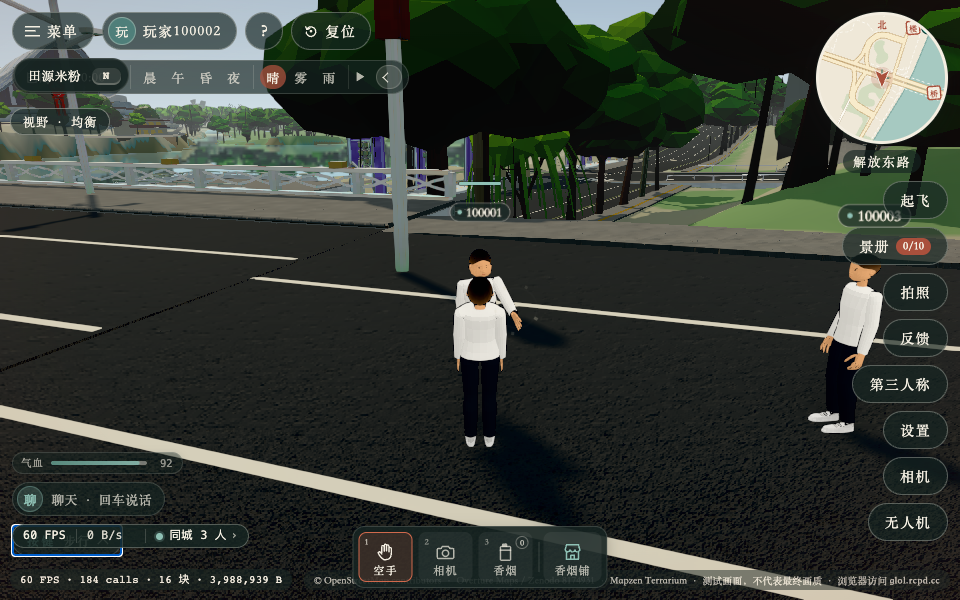 菜单
玩 玩家100002
?
复位
田源米粉 N
晨 午 昏 夜 晴 雾 雨
视野 · 均衡
北
楼
桥
解放东路
起飞
100001
100003
景册 0/10
拍照
反馈
第三人称
设置
相机
无人机
气血 92
聊 聊天 · 回车说话
60 FPS 0 B/s
同城 3 人 ›
1 空手
2 相机
3 0 香烟
香烟铺
60 FPS · 184 calls · 16 块 · 3,988,939 B
Mapzen Terrarium · 测试画面，不代表最终画质 · 浏览器访问 glol.rcpd.cc